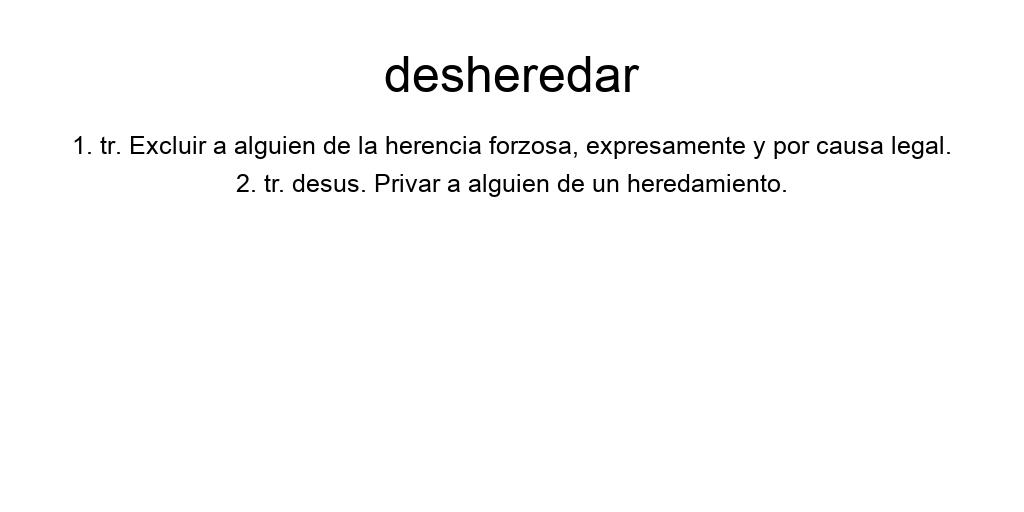 desheredar
1. tr. Excluir a alguien de la herencia forzosa, expresamente y por causa legal.
2. tr. desus. Privar a alguien de un heredamiento.